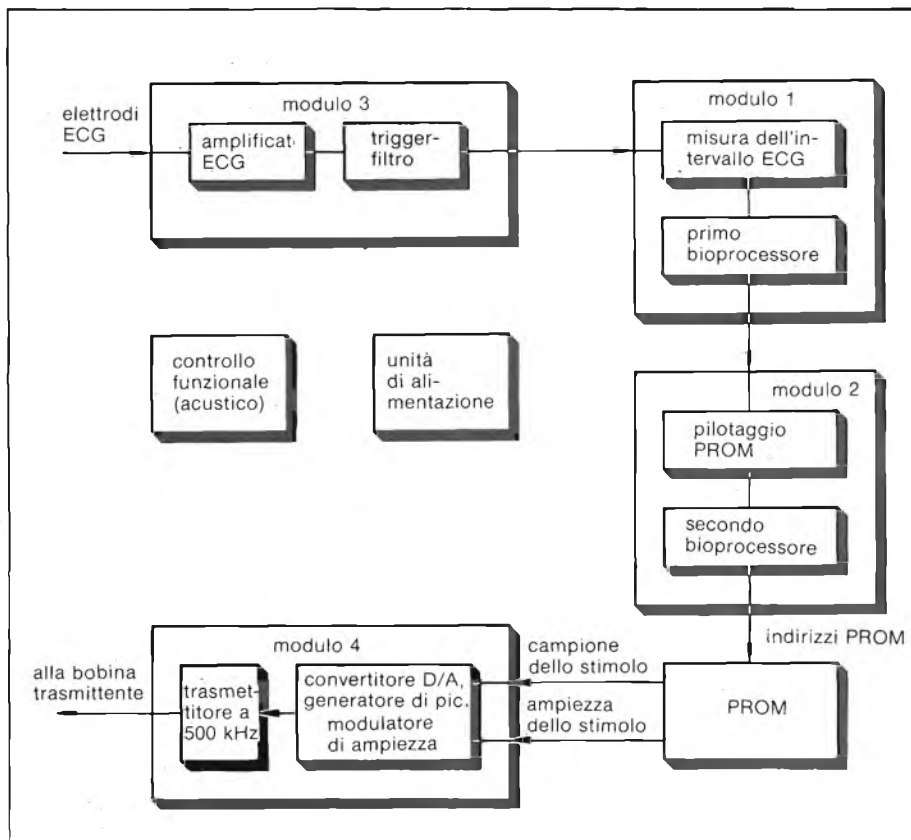 elettrodi
ECG
modulo 3
amplificat
ECG
trigger-
filtro
modulo 1
misura dell'in-
tervallo ECG
primo
bioprocessore
controllo
funzionale
(acustico)
unità
di ali-
mentazione
modulo 2
pilotaggio
PROM
secondo
bioprocessore
indirizzi PROM
PROM
campione
dello stimolo
ampiezza
dello stimolo
modulo 4
convertitore D/A,
generatore di pic.
modulatore
di ampiezza
trasmet-
titore a
500 kHz
alla bobina
trasmittente